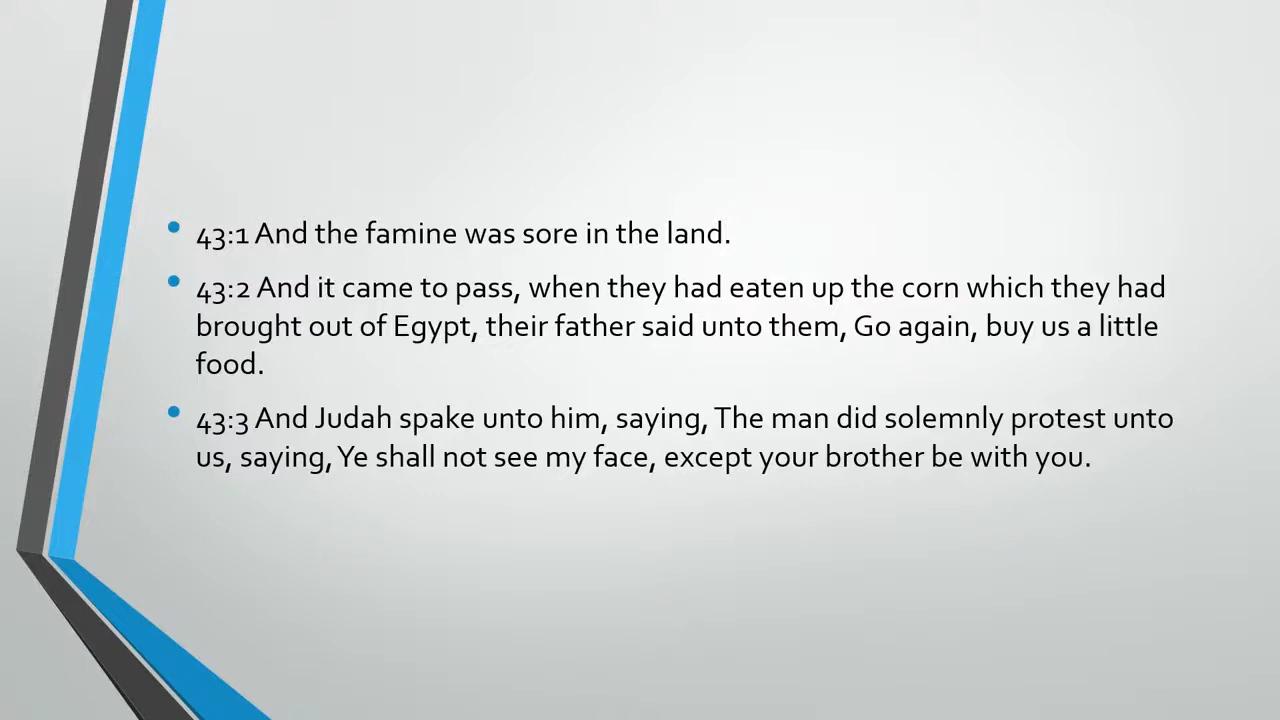 • 43:1 And the famine was sore in the land.
• 43:2 And it came to pass, when they had eaten up the corn which they had
brought out of Egypt, their father said unto them, Go again, buy us a little
food.
• 43:3 And Judah spake unto him, saying, The man did solemnly protest unto
us, saying, Ye shall not see my face, except your brother be with you.